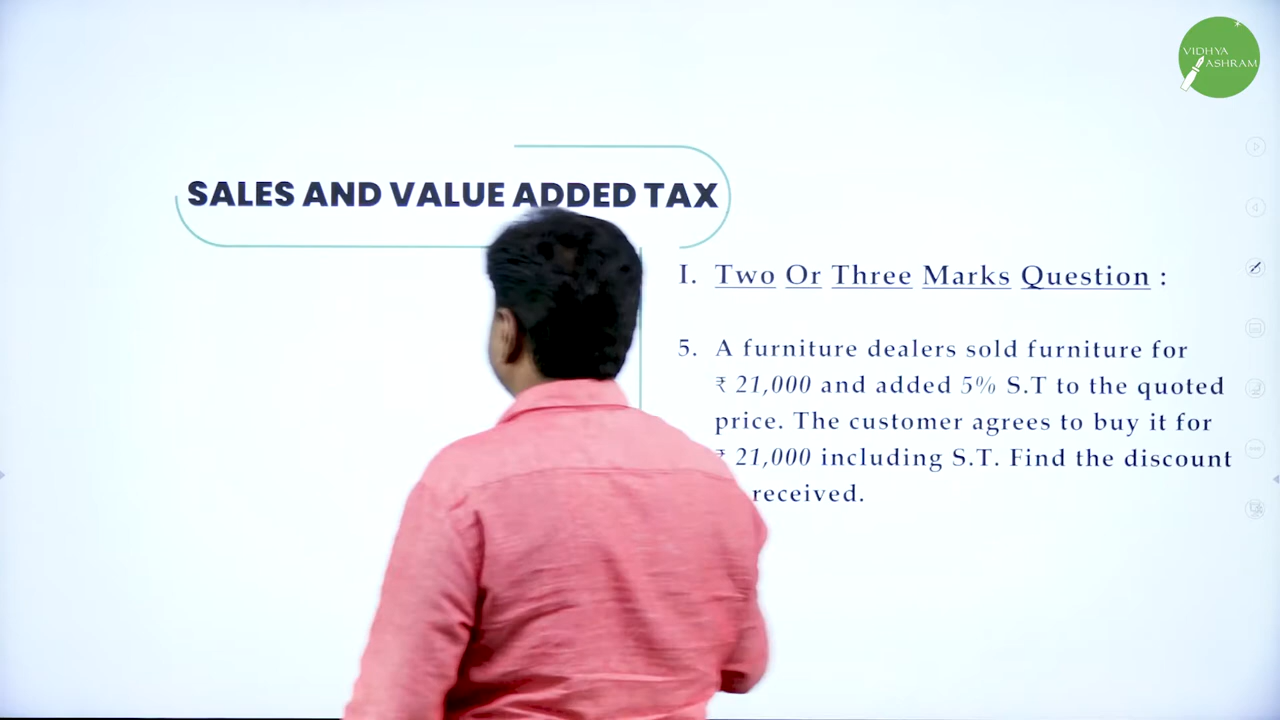 VIDHYA
ASHRAM
SALES AND VALUE ADDED TAX
I. Two Or Three Marks Question :
5. A furniture dealers sold furniture for
₹ 21,000 and added 5% S.T to the quoted
price. The customer agrees to buy it for
₹ 21,000 including S.T. Find the discount
received.